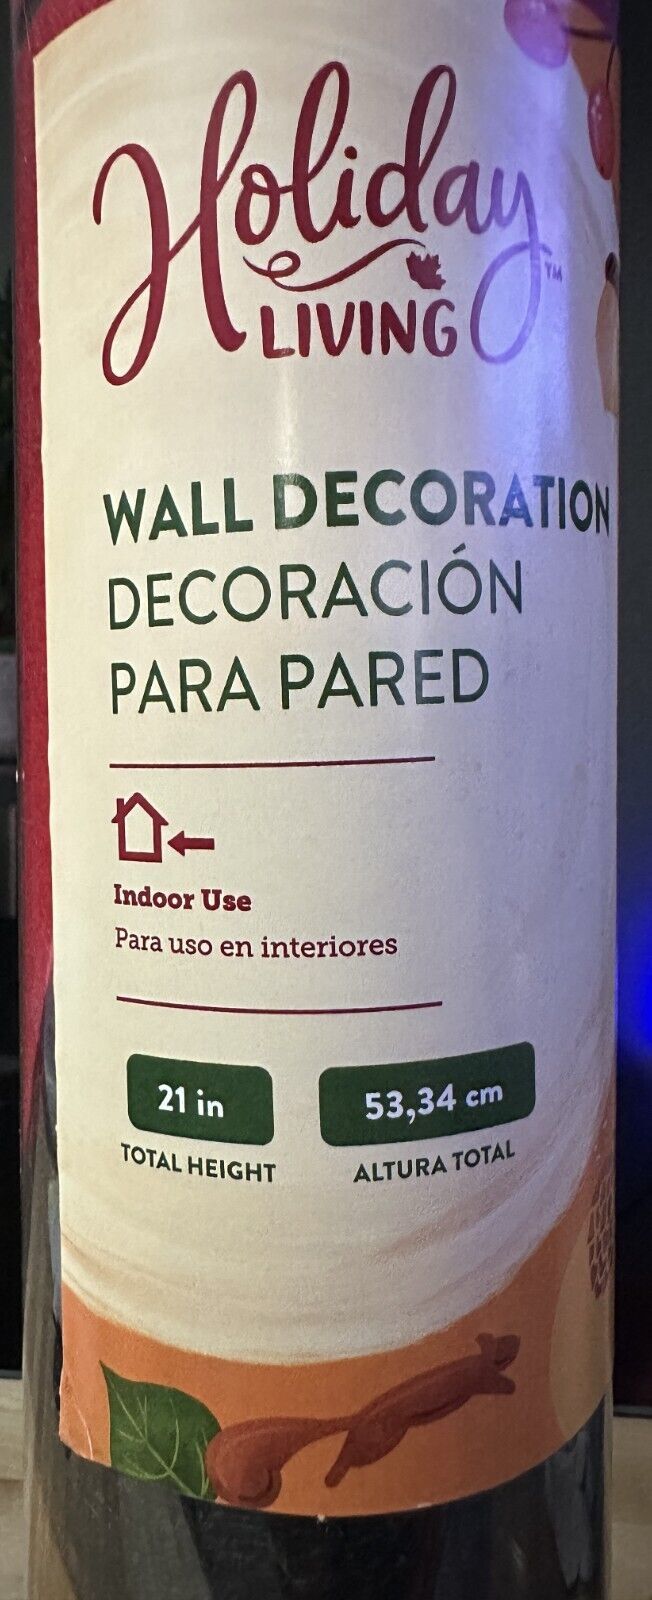 Holiday
LIVING™
WALL DECORATION
DECORACIÓN
PARA PARED
Indoor Use
Para uso en interiores
21 in
TOTAL HEIGHT
53,34 cm
ALTURA TOTAL